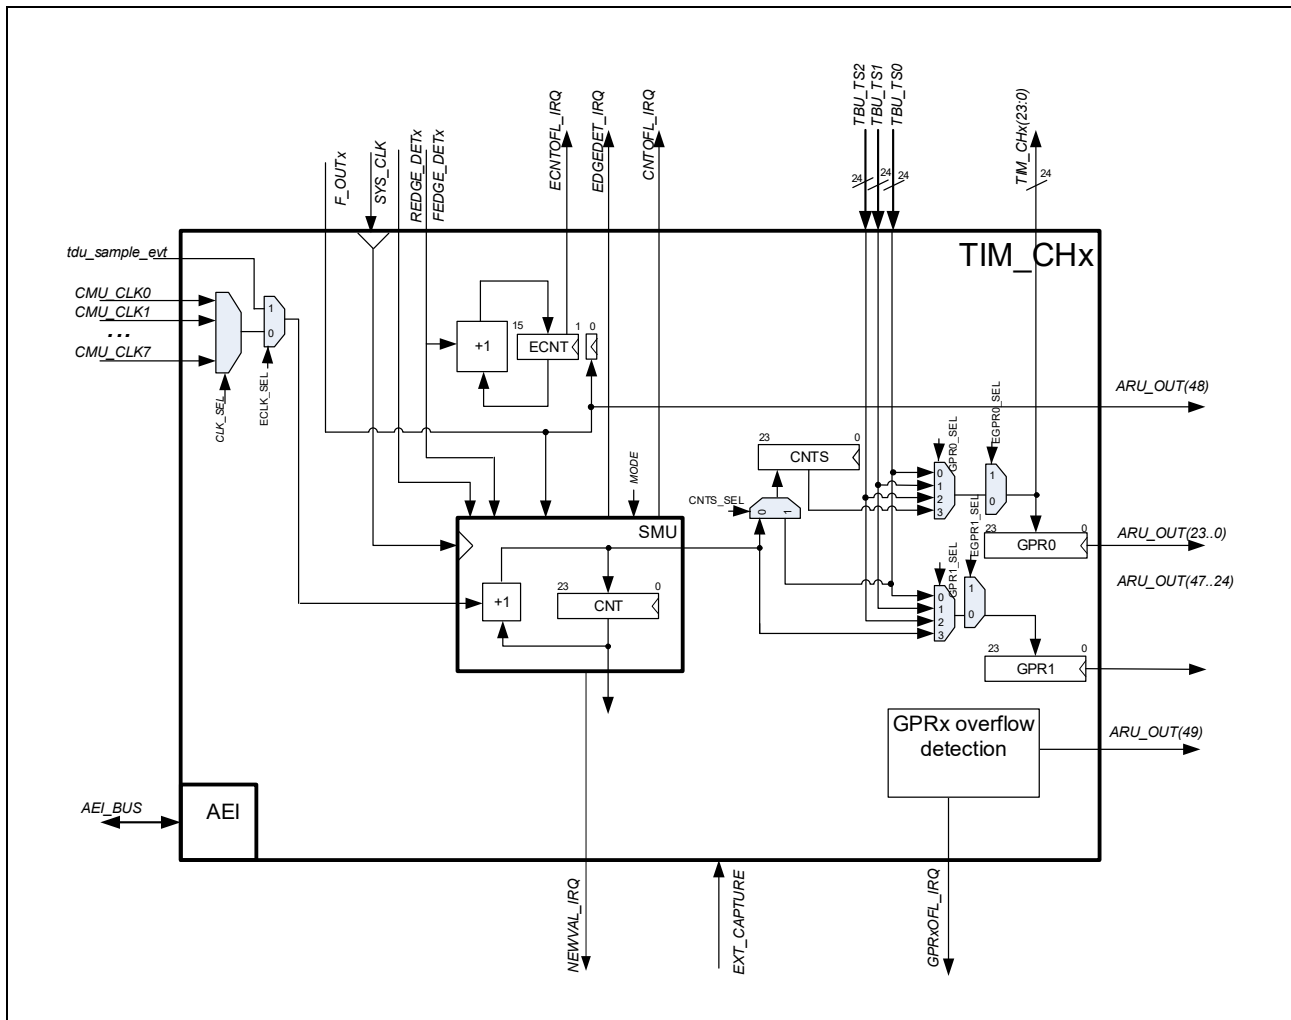 F_OUTx
SYS_CLK
REDGE_DETx
FEDGE_DETx
ECNTOFL_IRQ
EDGEDET_IRQ
CNTOFL_IRQ
TBU_TS2
TBU_TS1
TBU_TS0
TIM_CHx(23:0)
24
24
24
24
TIM_CHx
tdu_sample_evt
CMU_CLK0
CMU_CLK1
...
CMU_CLK7
1
0
CLK_SEL
ECLK_SEL
+1
15
1
0
ECNT
ARU_OUT(48)
23
0
CNTS
CNTS_SEL
0
1
MODE
GPR0_SEL
EGPR0_SEL
0
1
2
3
1
0
23
0
GPR0
ARU_OUT(23..0)
ARU_OUT(47..24)
SMU
+1
23
0
CNT
GPR1_SEL
EGPR1_SEL
0
1
2
3
1
0
23
0
GPR1
GPRx overflow
detection
ARU_OUT(49)
AEI_BUS
AEI
NEWVAL_IRQ
EXT_CAPTURE
GPRxOFL_IRQ